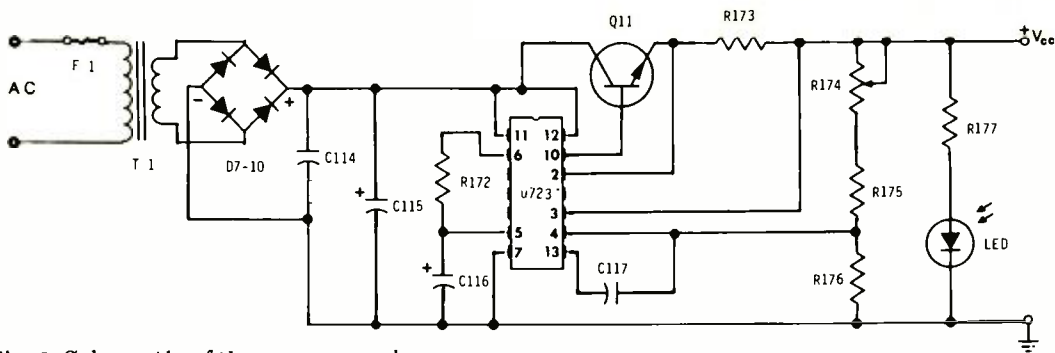 Q11
R173
+Vcc
F 1
AC
R174
-
+
11
12
6
10
C114
R172
2
R177
T 1
D7-10
u723
R175
+
C115
3
5
4
LED
+
7
13
C116
C117
R176